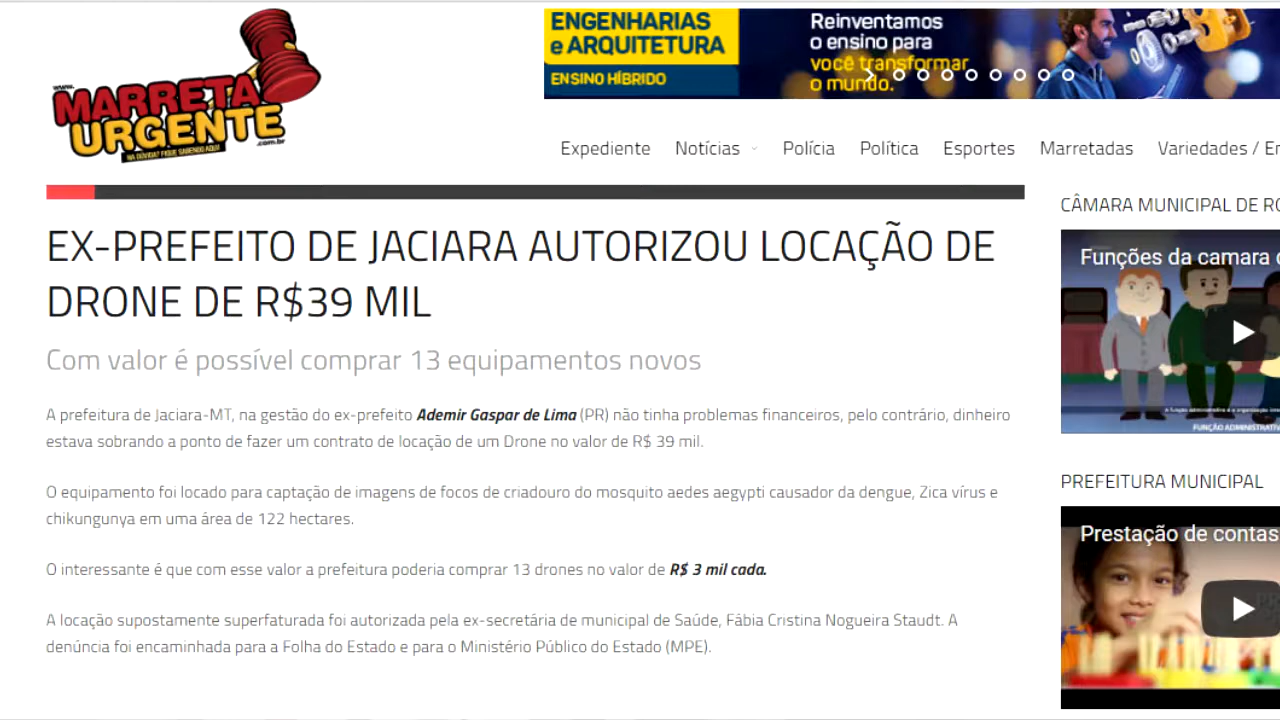 www.
MARRETA
URGENTE
.com.br
NA DÚVIDA? FIQUE SABENDO AQUI!
ENGENHARIAS
e ARQUITETURA
ENSINO HÍBRIDO
Reinventamos
o ensino para
você transformar
o mundo.
Expediente Notícias Polícia Política Esportes Marretadas Variedades / En
EX-PREFEITO DE JACIARA AUTORIZOU LOCAÇÃO DE
DRONE DE R$39 MIL
Com valor é possível comprar 13 equipamentos novos
A prefeitura de Jaciara-MT, na gestão do ex-prefeito Ademir Gaspar de Lima (PR) não tinha problemas financeiros, pelo contrário, dinheiro
estava sobrando a ponto de fazer um contrato de locação de um Drone no valor de R$ 39 mil.
O equipamento foi locado para captação de imagens de focos de criadouro do mosquito aedes aegypti causador da dengue, Zica vírus e
chikungunya em uma área de 122 hectares.
O interessante é que com esse valor a prefeitura poderia comprar 13 drones no valor de R$ 3 mil cada.
A locação supostamente superfaturada foi autorizada pela ex-secretária de municipal de Saúde, Fábia Cristina Nogueira Staudt. A
denúncia foi encaminhada para a Folha do Estado e para o Ministério Público do Estado (MPE).
CÂMARA MUNICIPAL DE RO
Funções da camara
FUNÇÃO ADMINISTRATIV
PREFEITURA MUNICIPAL
Prestação de contas